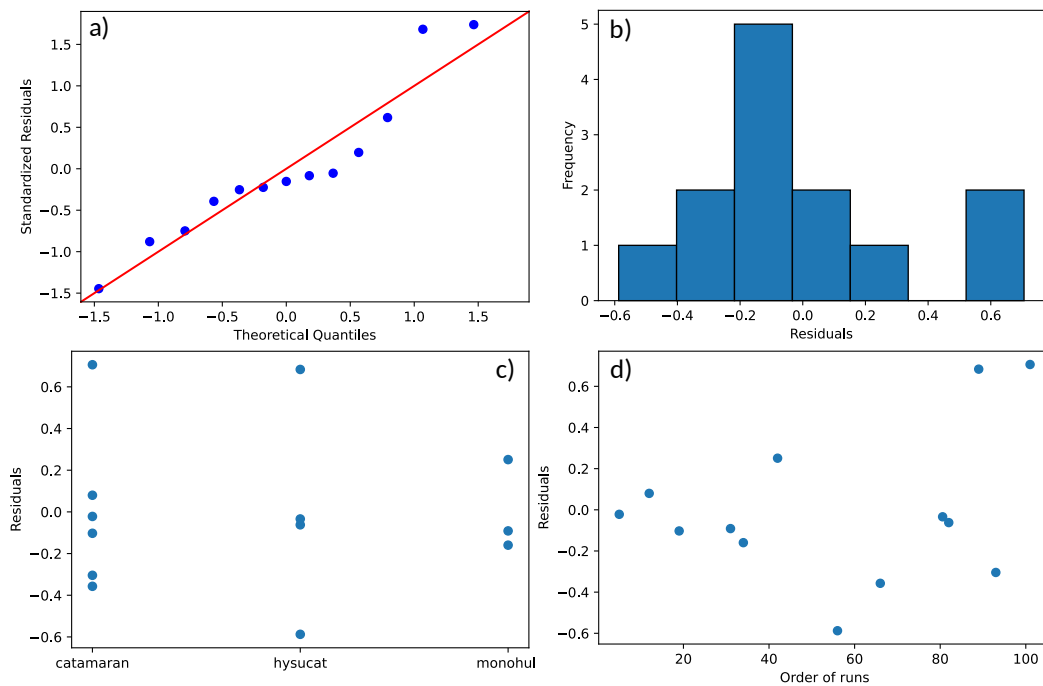 a)
Standardized Residuals
1.5
1.0
0.5
0.0
−0.5
−1.0
−1.5
−1.5 −1.0 −0.5 0.0 0.5 1.0 1.5
Theoretical Quantiles
b)
Frequency
5
4
3
2
1
0
−0.6 −0.4 −0.2 0.0 0.2 0.4 0.6
Residuals
c)
Residuals
0.6
0.4
0.2
0.0
−0.2
−0.4
−0.6
catamaran hysucat monohul
d)
Residuals
0.6
0.4
0.2
0.0
−0.2
−0.4
−0.6
20 40 60 80 100
Order of runs